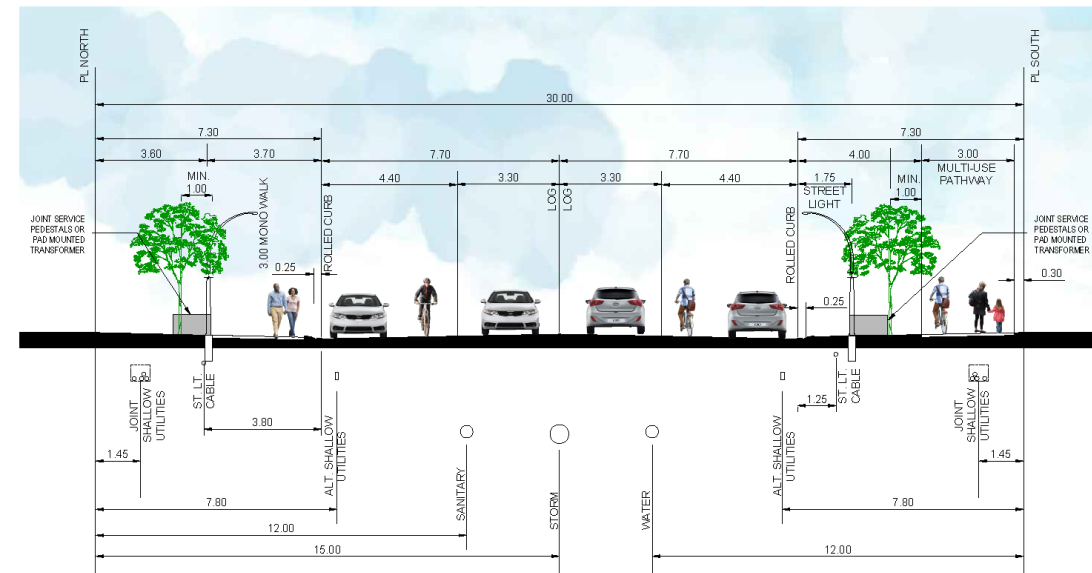 PL NORTH
PL SOUTH
30.00
7.30
7.30
3.60
3.70
7.70
7.70
4.00
3.00
MULTI-USE
PATHWAY
MIN.
1.00
4.40
3.30
3.30
4.40
1.75
STREET
LIGHT
MIN.
1.00
JOINT SERVICE
PEDESTALS OR
PAD MOUNTED
TRANSFORMER
3.00 MONO WALK
0.25
ROLLED CURB
LOG
LOG
ROLLED CURB
0.25
JOINT SERVICE
PEDESTALS OR
PAD MOUNTED
TRANSFORMER
0.30
JOINT
SHALLOW
UTILITIES
ST. LT.
CABLE
3.80
ALT. SHALLOW
UTILITIES
SANITARY
STORM
WATER
ALT. SHALLOW
UTILITIES
1.25
ST. LT.
CABLE
JOINT
SHALLOW
UTILITIES
1.45
1.45
7.80
7.80
12.00
15.00
12.00